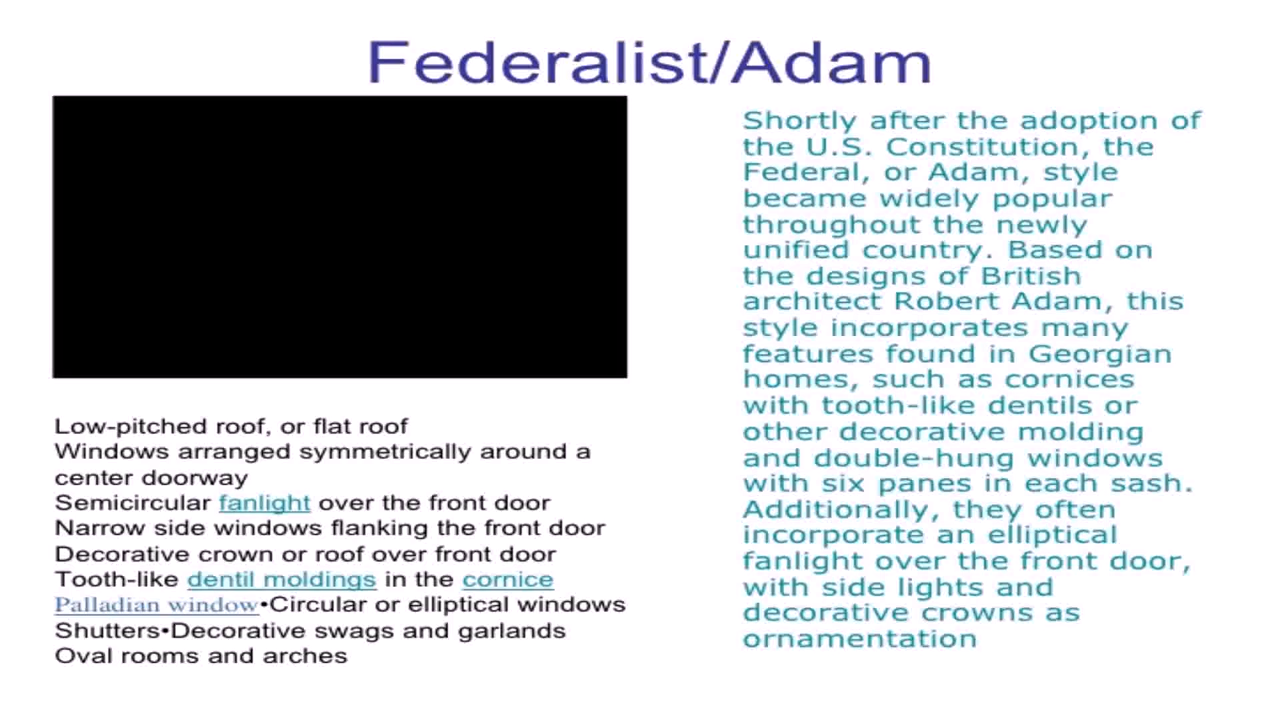 Federalist/Adam
Low-pitched roof, or flat roof
Windows arranged symmetrically around a
center doorway
Semicircular fanlight over the front door
Narrow side windows flanking the front door
Decorative crown or roof over front door
Tooth-like dentil moldings in the cornice
Palladian window•Circular or elliptical windows
Shutters•Decorative swags and garlands
Oval rooms and arches
Shortly after the adoption of
the U.S. Constitution, the
Federal, or Adam, style
became widely popular
throughout the newly
unified country. Based on
the designs of British
architect Robert Adam, this
style incorporates many
features found in Georgian
homes, such as cornices
with tooth-like dentils or
other decorative molding
and double-hung windows
with six panes in each sash.
Additionally, they often
incorporate an elliptical
fanlight over the front door,
with side lights and
decorative crowns as
ornamentation